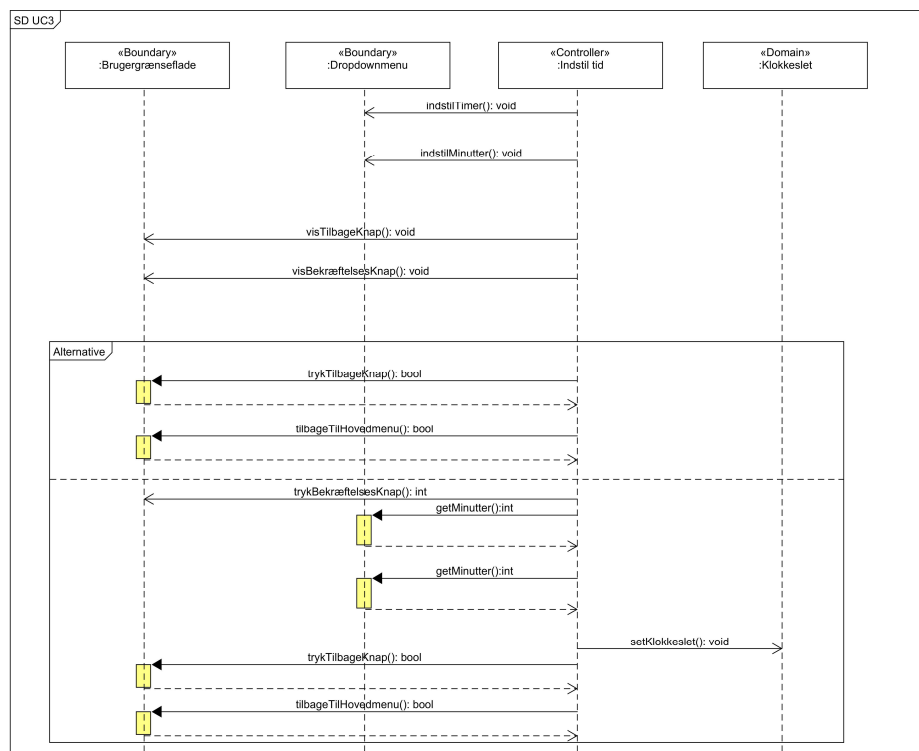 SD UC3
«Boundary»
:Brugergrænseflade
«Boundary»
:Dropdownmenu
«Controller»
:Indstil tid
«Domain»
:Klokkeslet
indstilTimer(): void
indstilMinutter(): void
visTilbageKnap(): void
visBekræftelsesKnap(): void
Alternative
trykTilbageKnap(): bool
tilbageTilHovedmenu(): bool
trykBekræftelsesKnap(): int
getMinutter():int
getMinutter():int
setKlokkeslet(): void
trykTilbageKnap(): bool
tilbageTilHovedmenu(): bool